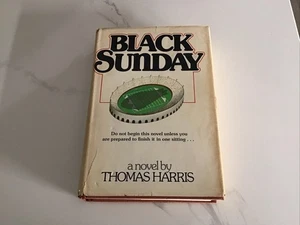 BLACK
SUNDAY
Do not begin this novel unless you
are prepared to finish it in one sitting . . .
a novel by
THOMAS HARRIS